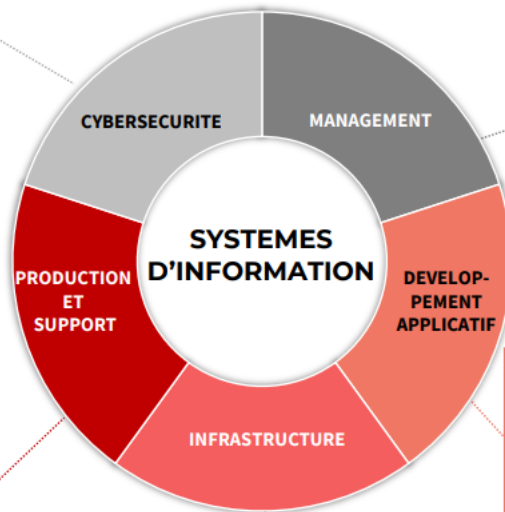 CYBERSECURITE
MANAGEMENT
SYSTEMES
D'INFORMATION
PRODUCTION
ET
SUPPORT
DEVELOP-
PEMENT
APPLICATIF
INFRASTRUCTURE